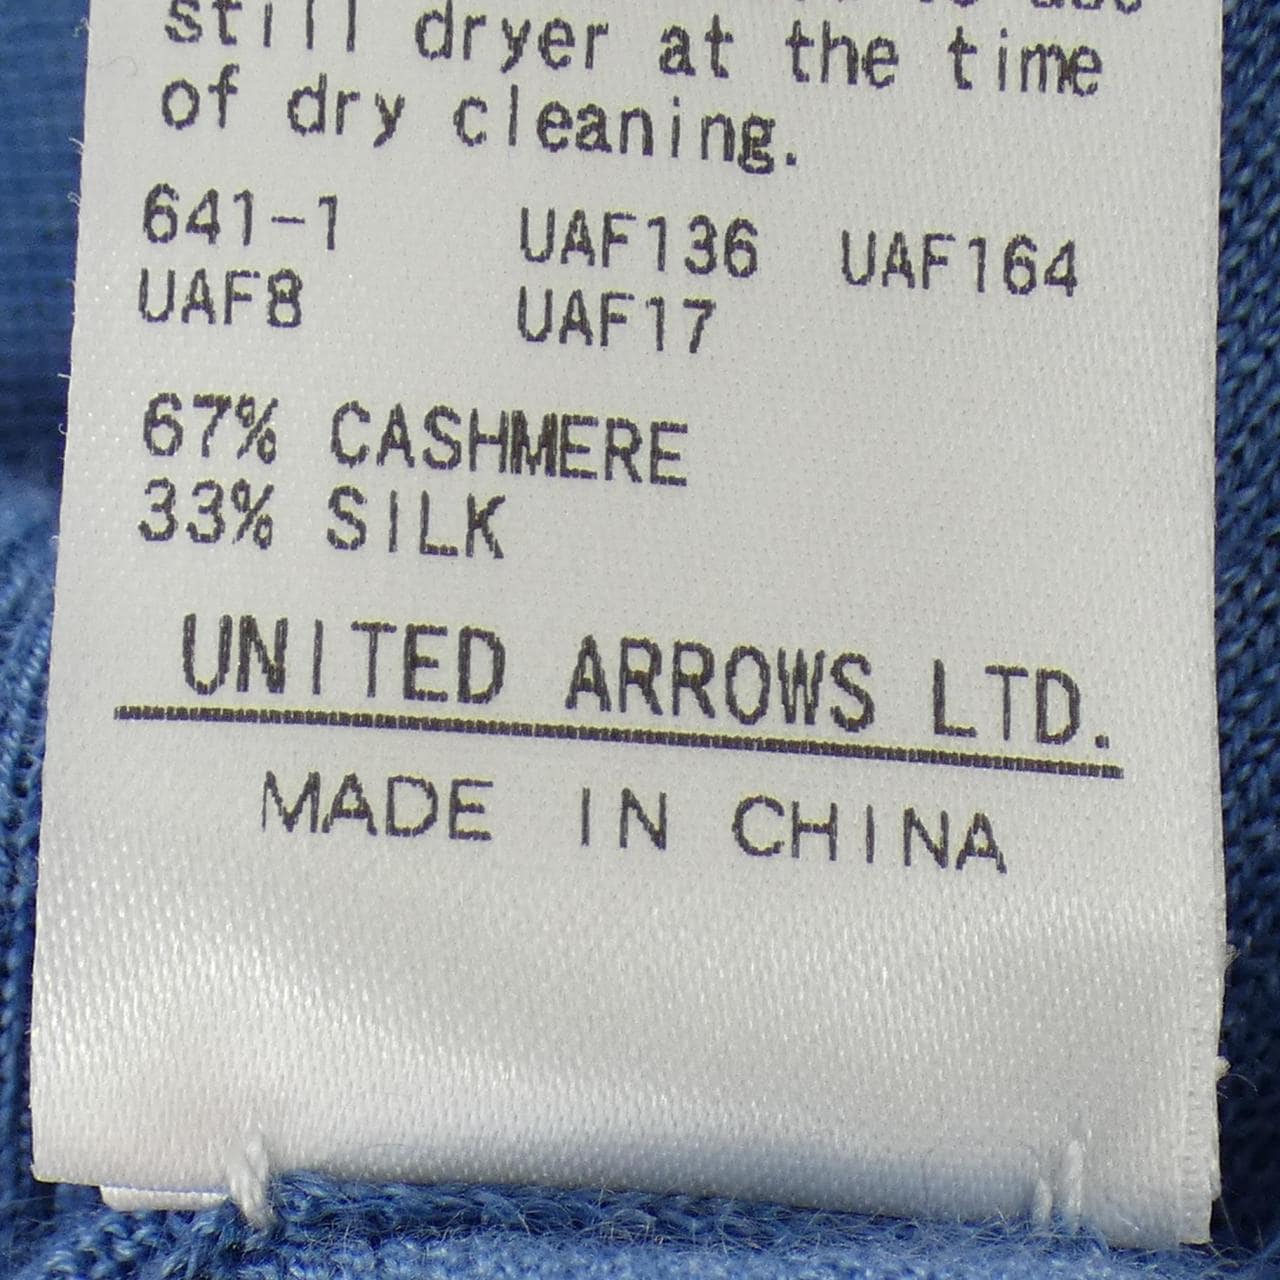 still dryer at the time
of dry cleaning.
641-1 UAF136 UAF164
UAF8 UAF17
67% CASHMERE
33% SILK
UNITED ARROWS LTD.
MADE IN CHINA